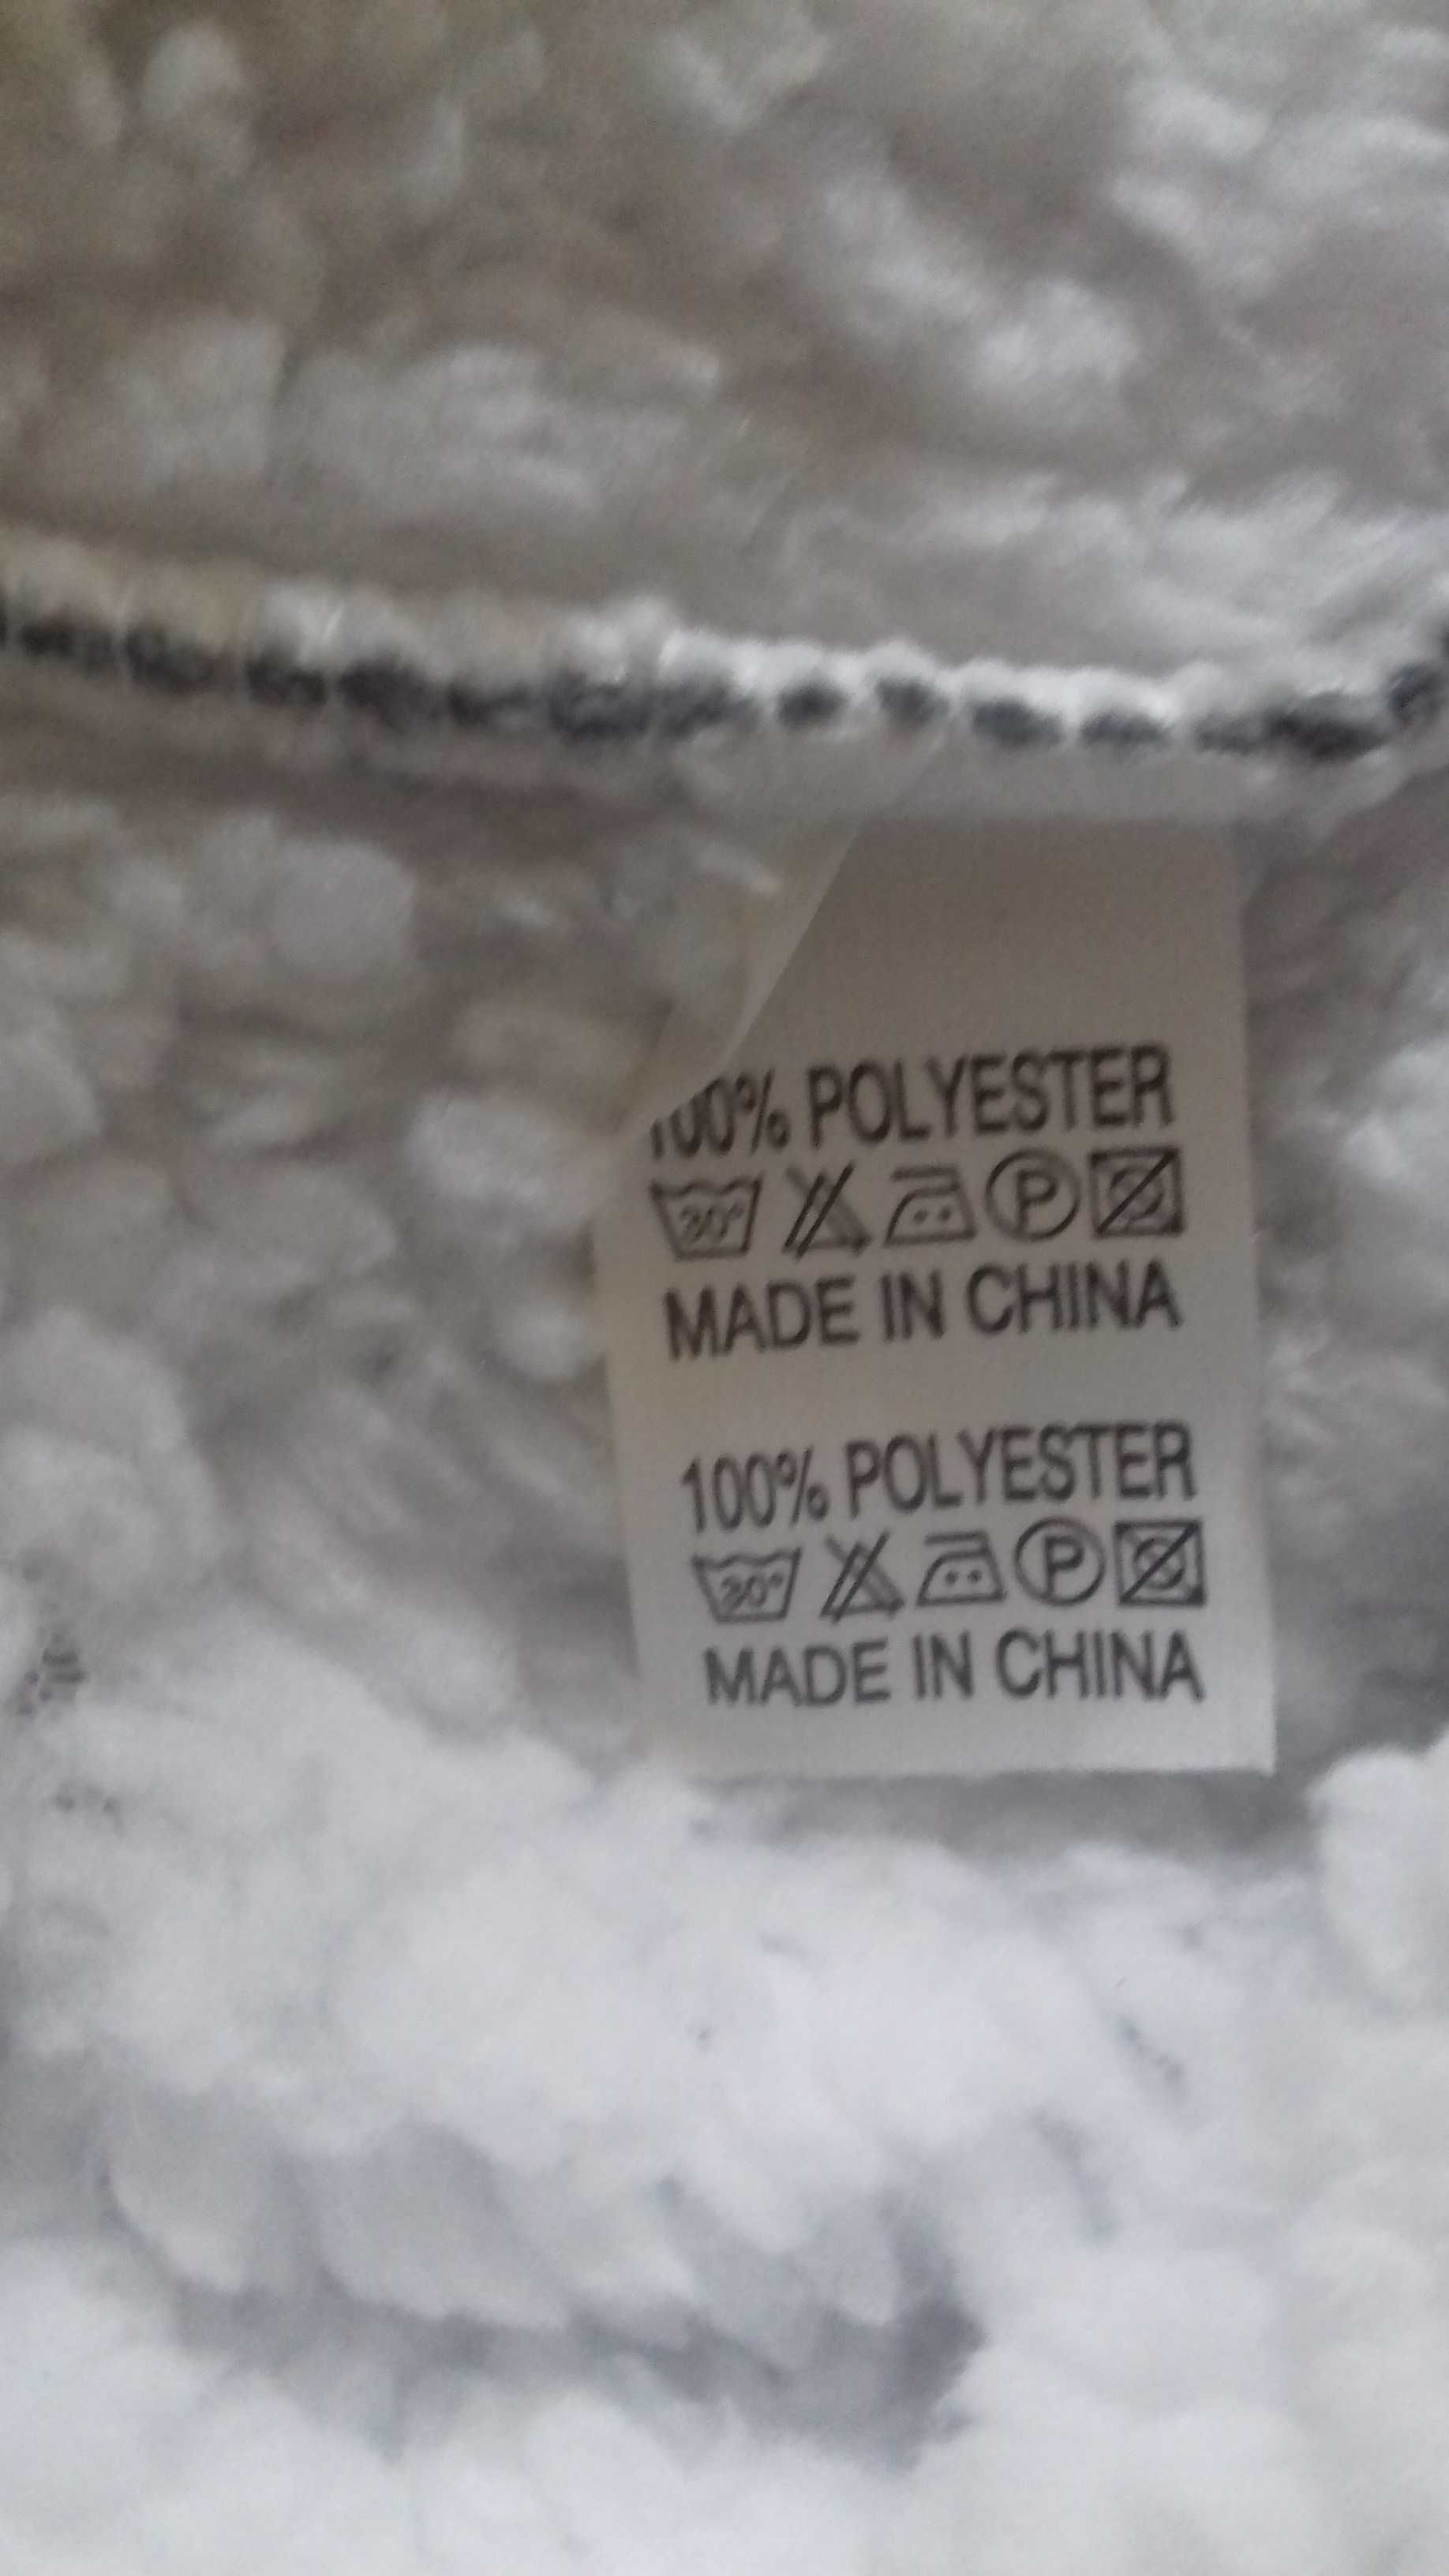 100% POLYESTER
30° P
MADE IN CHINA
100% POLYESTER
30° P
MADE IN CHINA